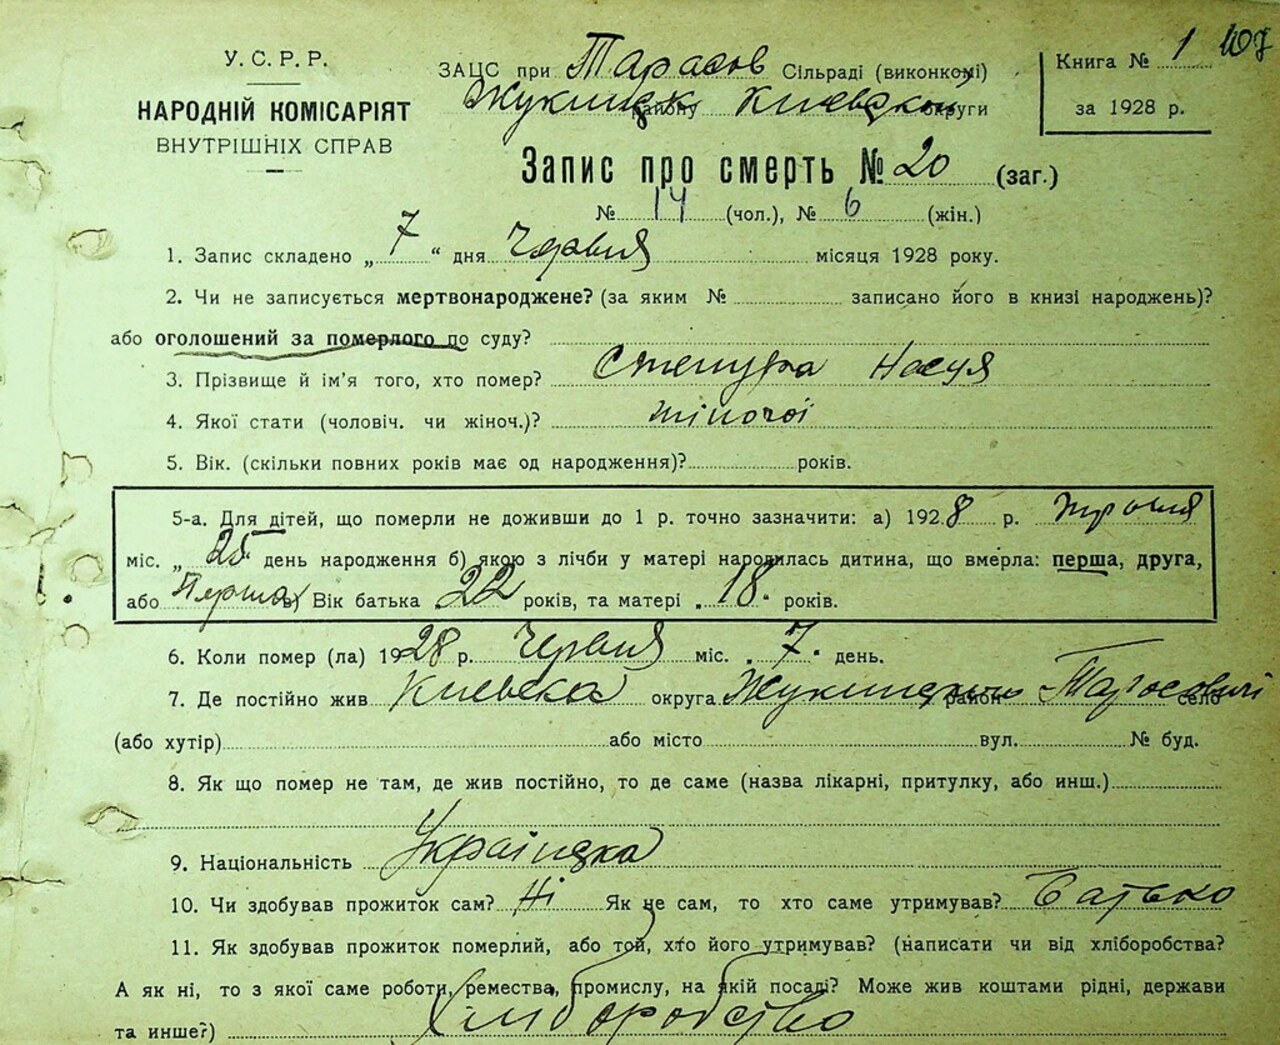 У. С. Р. Р.
НАРОДНІЙ КОМІСАРІЯТ
ВНУТРІШНІХ СПРАВ
ЗАЦС при Тарасов Сільраді (виконкомі)
Жукинськ району Киевскои округи
Книга № 1 107
за 1928 р.
Запис про смерть № 20 (заг.)
№ 14 (чол.), № 6 (жін.)
1. Запис складено „ 7 “ дня Червня місяця 1928 року.
2. Чи не записується мертвонароджене? (за яким № записано його в книзі народжень)?
або оголошений за померлого по суду?
3. Прізвище й ім'я того, хто помер? Степура Настя
4. Якої стати (чоловіч. чи жіноч.)? жіночої
5. Вік. (скільки повних років має од народження)? років.
5-а. Для дітей, що померли не доживши до 1 р. точно зазначити: а) 1928 р. Травня
міс. „ 25 день народження б) якою з лічби у матері народилась дитина, що вмерла: перша, друга,
або Перша в) Вік батька 22 років, та матері „ 18 “ років.
6. Коли помер (ла) 1928 р. Червня міс. „ 7 “ день.
7. Де постійно жив Киевска округа Жукинського район Тарасовичі село
(або хутір) або місто вул. № буд.
8. Як що помер не там, де жив постійно, то де саме (назва лікарні, притулку, або инш.)
9. Національність Українка
10. Чи здобував прожиток сам? Ні Як не сам, то хто саме утримував? Батько
11. Як здобував прожиток померлий, або той, хто його утримував? (написати чи від хліборобства?
А як ні, то з якої саме роботи, ремества, промислу, на якій посаді? Може жив коштами рідні, держави
та инше?) Хліборобство